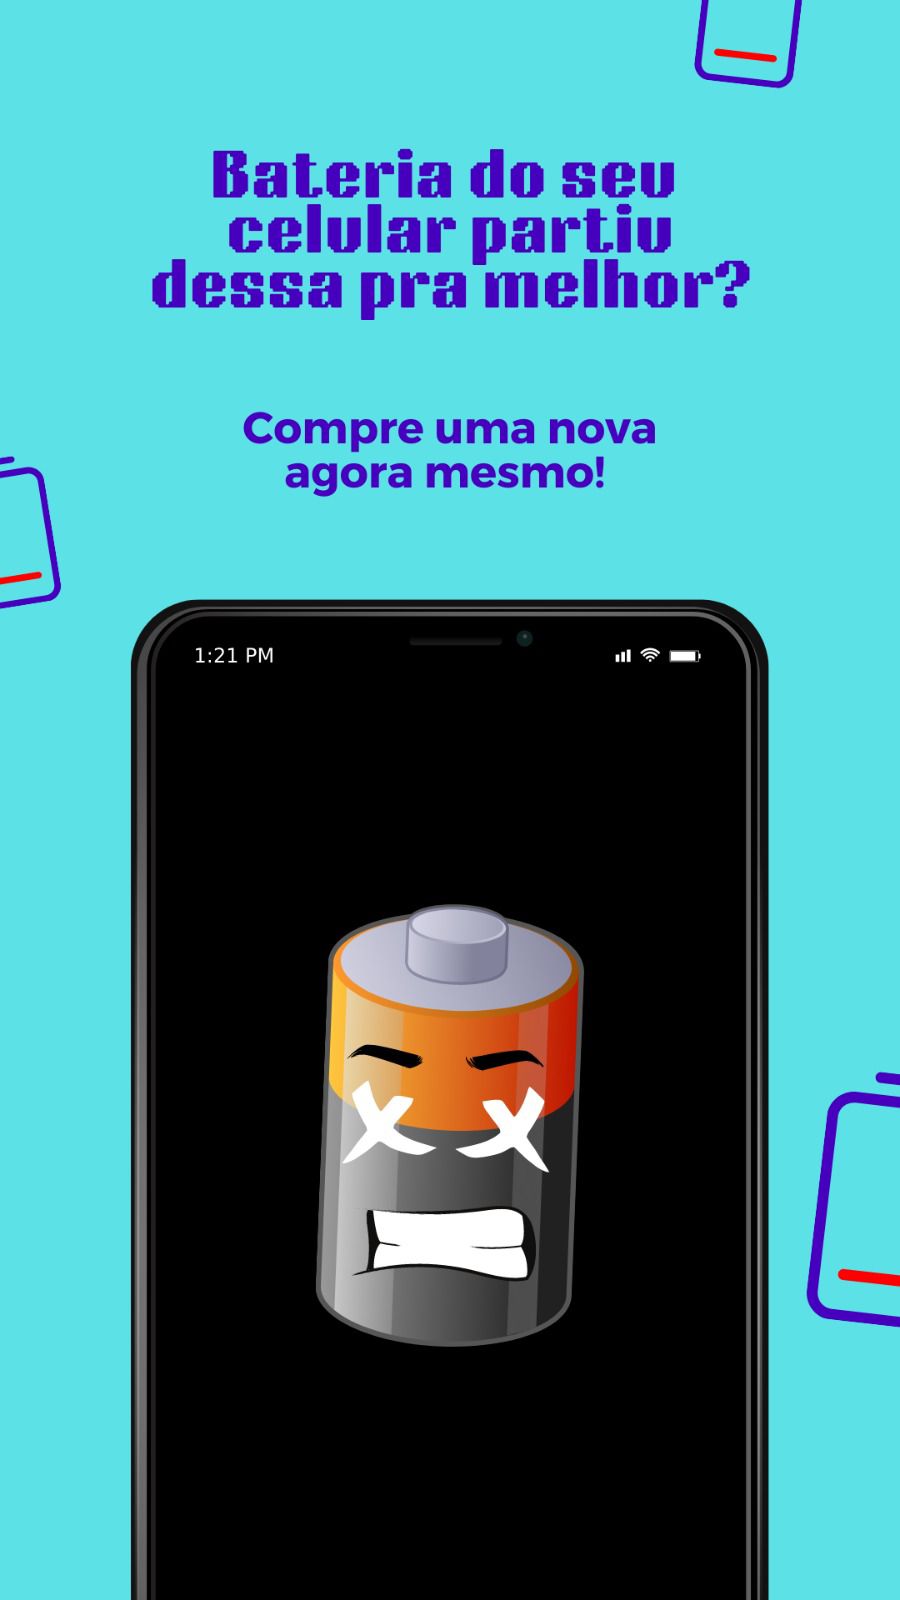 Bateria do seu
celular partiu
dessa pra melhor?
Compre uma nova
agora mesmo!
1:21 PM